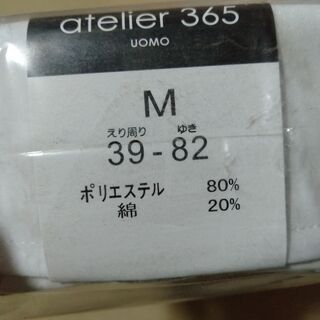 atelier 365
UOMO
M
えり周り ゆき
39-82
ポリエステル 80%
綿 20%